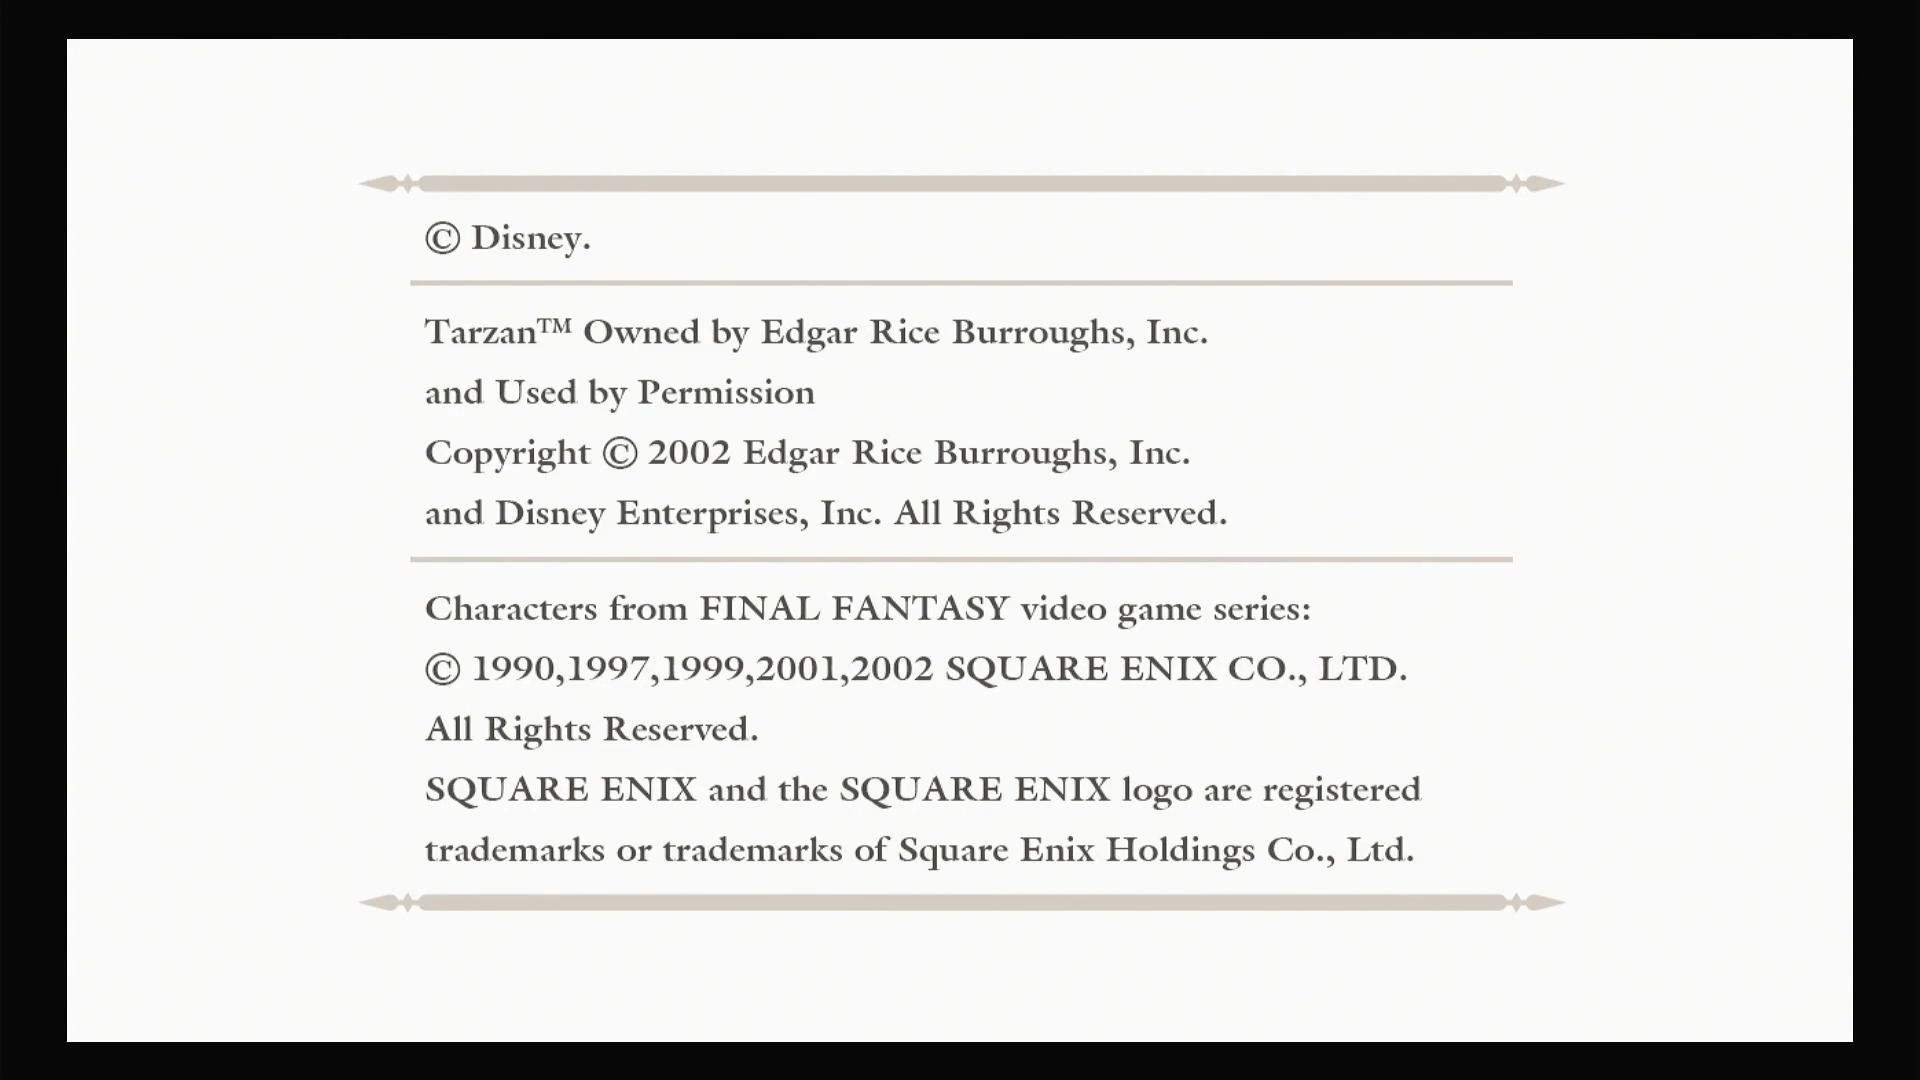 © Disney.
Tarzan™ Owned by Edgar Rice Burroughs, Inc.
and Used by Permission
Copyright © 2002 Edgar Rice Burroughs, Inc.
and Disney Enterprises, Inc. All Rights Reserved.
Characters from FINAL FANTASY video game series:
© 1990,1997,1999,2001,2002 SQUARE ENIX CO., LTD.
All Rights Reserved.
SQUARE ENIX and the SQUARE ENIX logo are registered
trademarks or trademarks of Square Enix Holdings Co., Ltd.